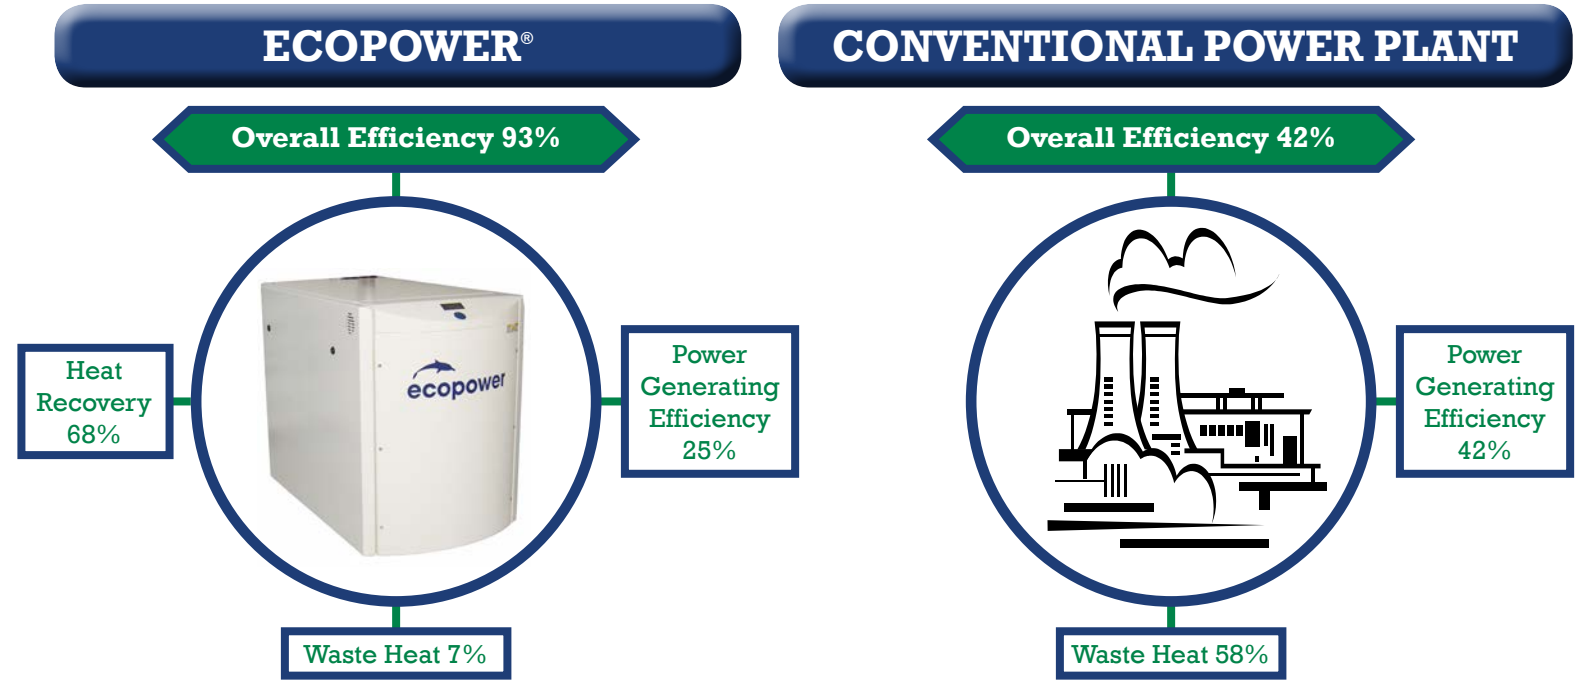 ECOPOWER®
Overall Efficiency 93%
Heat
Recovery
68%
ecopower
Power
Generating
Efficiency
25%
Waste Heat 7%
CONVENTIONAL POWER PLANT
Overall Efficiency 42%
Power
Generating
Efficiency
42%
Waste Heat 58%